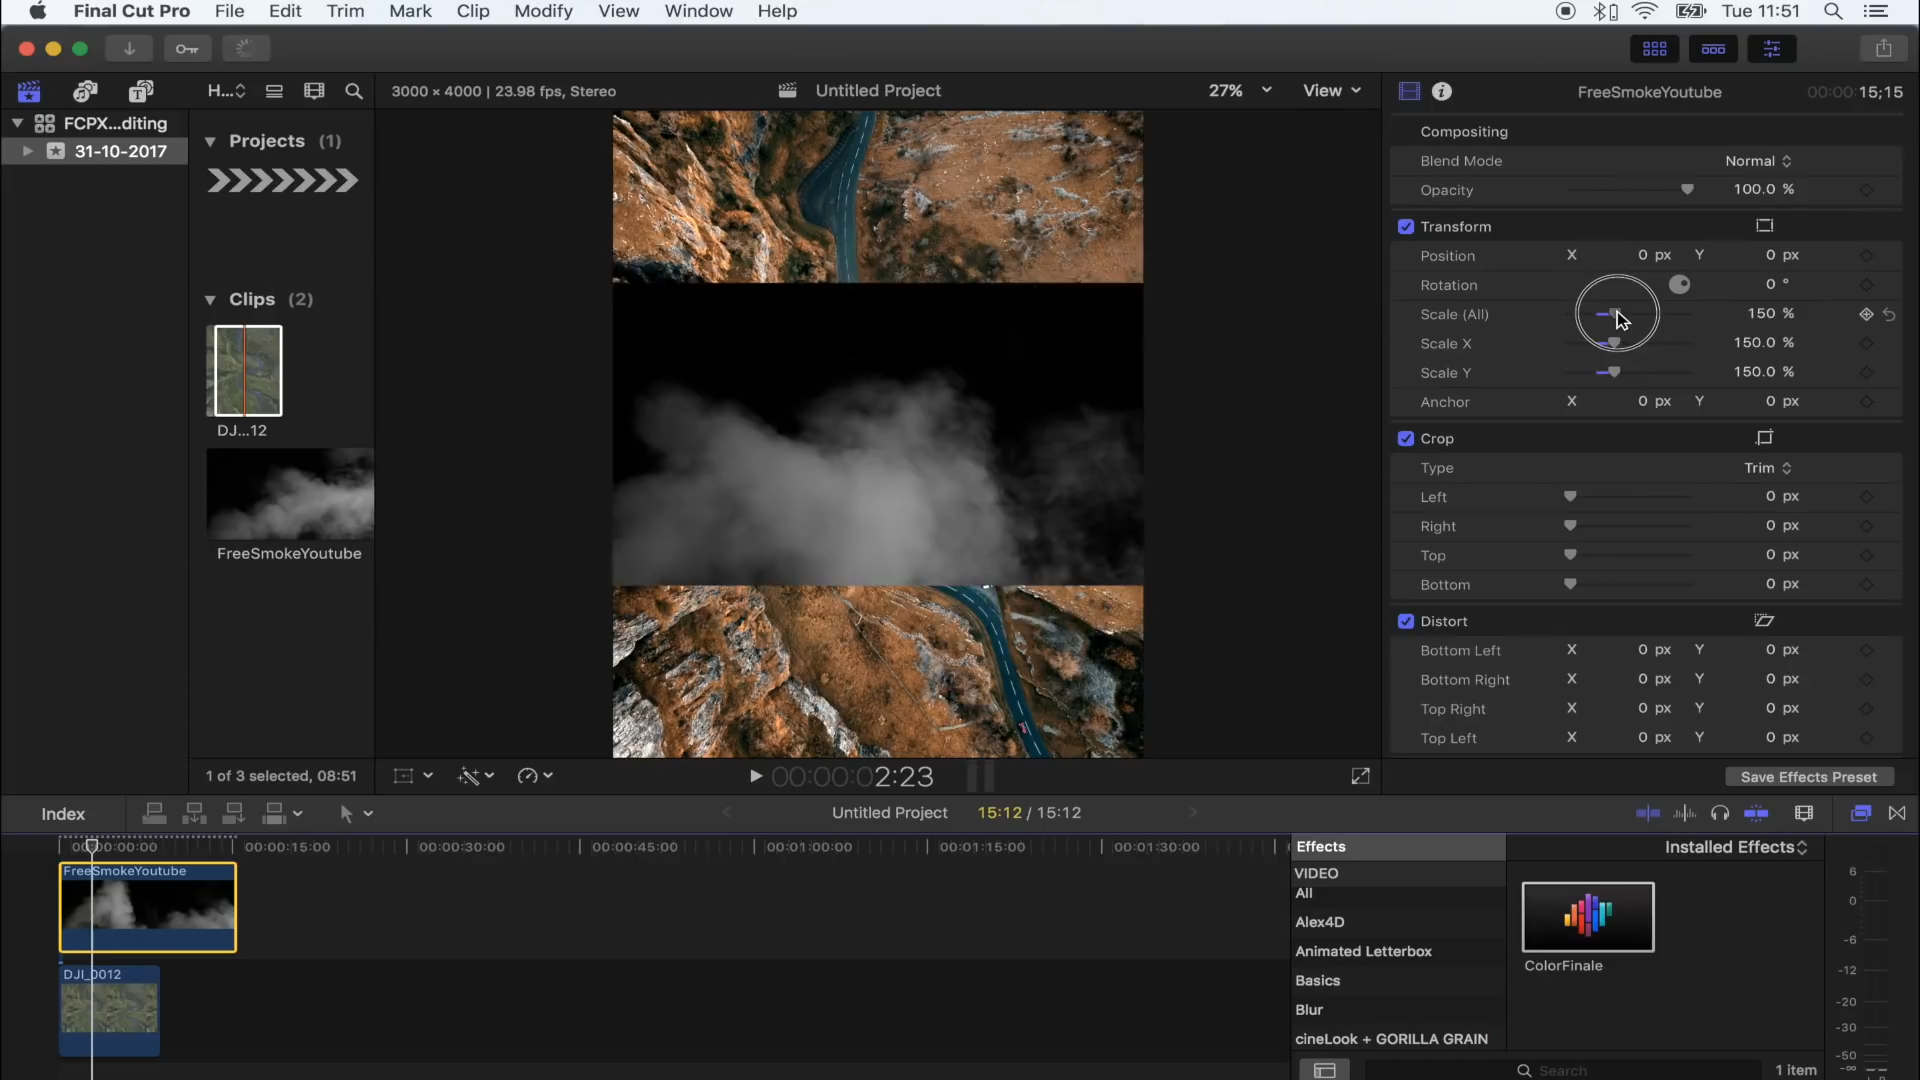 Final Cut Pro File Edit Trim Mark Clip Modify View Window Help Tue 11:51
H... 3000 × 4000 | 23.98 fps, Stereo Untitled Project 27% View FreeSmokeYoutube 00:00:15;15
FCPX...diting
31-10-2017
Projects (1)
Clips (2)
DJ...12
FreeSmokeYoutube
1 of 3 selected, 08:51
00:00:02:23
Compositing
Blend Mode Normal
Opacity 100.0 %
Transform
Position X 0 px Y 0 px
Rotation 0 °
Scale (All) 150 %
Scale X 150.0 %
Scale Y 150.0 %
Anchor X 0 px Y 0 px
Crop
Type Trim
Left 0 px
Right 0 px
Top 0 px
Bottom 0 px
Distort
Bottom Left X 0 px Y 0 px
Bottom Right X 0 px Y 0 px
Top Right X 0 px Y 0 px
Top Left X 0 px Y 0 px
Save Effects Preset
Index Untitled Project 15:12 / 15:12
00:00:00:00 00:00:15:00 00:00:30:00 00:00:45:00 00:01:00:00 00:01:15:00 00:01:30:00
FreeSmokeYoutube
DJI_0012
Effects Installed Effects
VIDEO
All
Alex4D
Animated Letterbox
Basics
Blur
cineLook + GORILLA GRAIN
ColorFinale
Search 1 item
6
0
-6
-12
-20
-30
-50
-∞